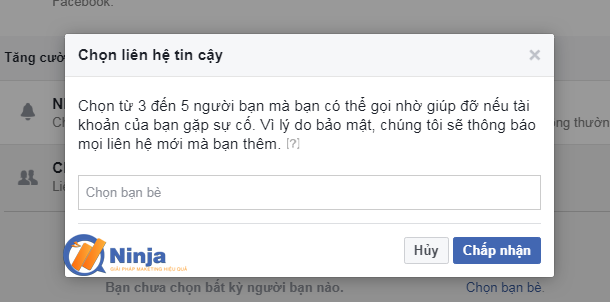 Facebook.
Tăng cườ
Chọn liên hệ tin cậy
Chọn từ 3 đến 5 người bạn mà bạn có thể gọi nhờ giúp đỡ nếu tài
khoản của bạn gặp sự cố. Vì lý do bảo mật, chúng tôi sẽ thông báo
mọi liên hệ mới mà bạn thêm. [?]
ng thườn
Chọn bạn bè
Hủy
Chấp nhận
Ninja
GIẢI PHÁP MARKETING HIỆU QUẢ
Bạn chưa chọn bất kỳ người bạn nào.
Chọn bạn bè.